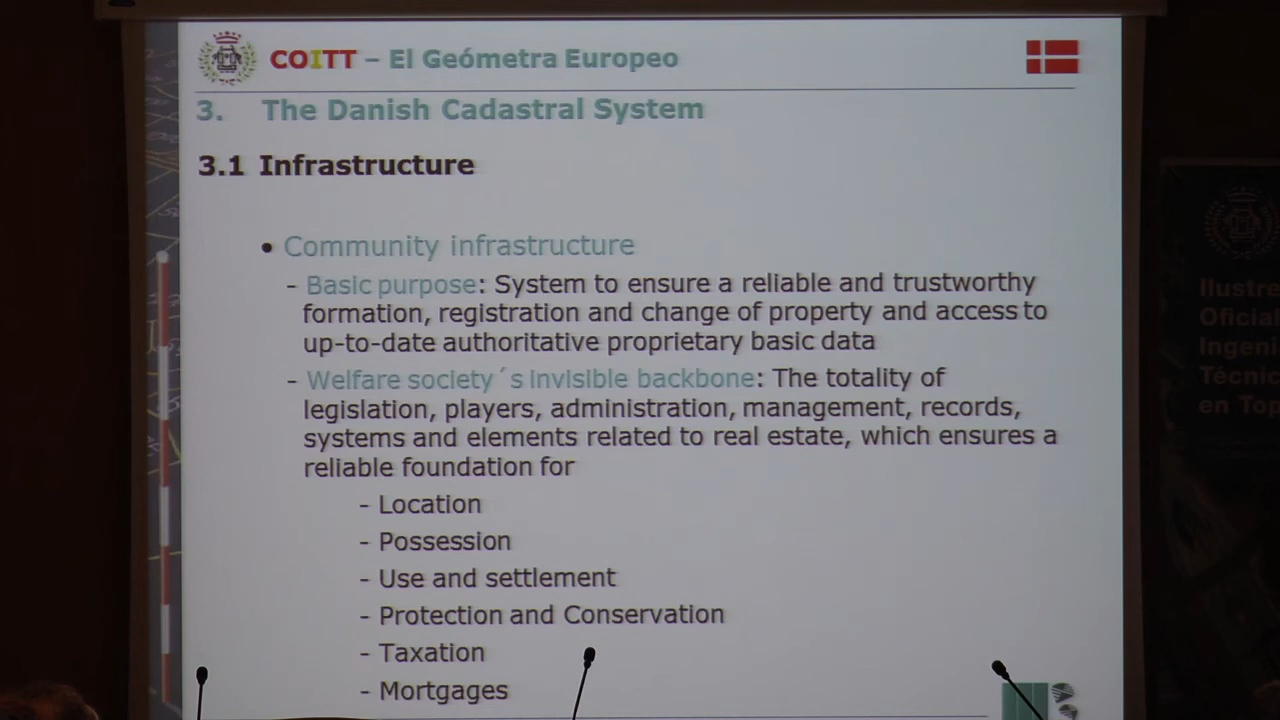 COITT – El Geómetra Europeo
3. The Danish Cadastral System
3.1 Infrastructure
• Community infrastructure
- Basic purpose: System to ensure a reliable and trustworthy
formation, registration and change of property and access to
up-to-date authoritative proprietary basic data
- Welfare society´s invisible backbone: The totality of
legislation, players, administration, management, records,
systems and elements related to real estate, which ensures a
reliable foundation for
- Location
- Possession
- Use and settlement
- Protection and Conservation
- Taxation
- Mortgages
Ilustre
Oficia
Ingeni
Técnic
en Top